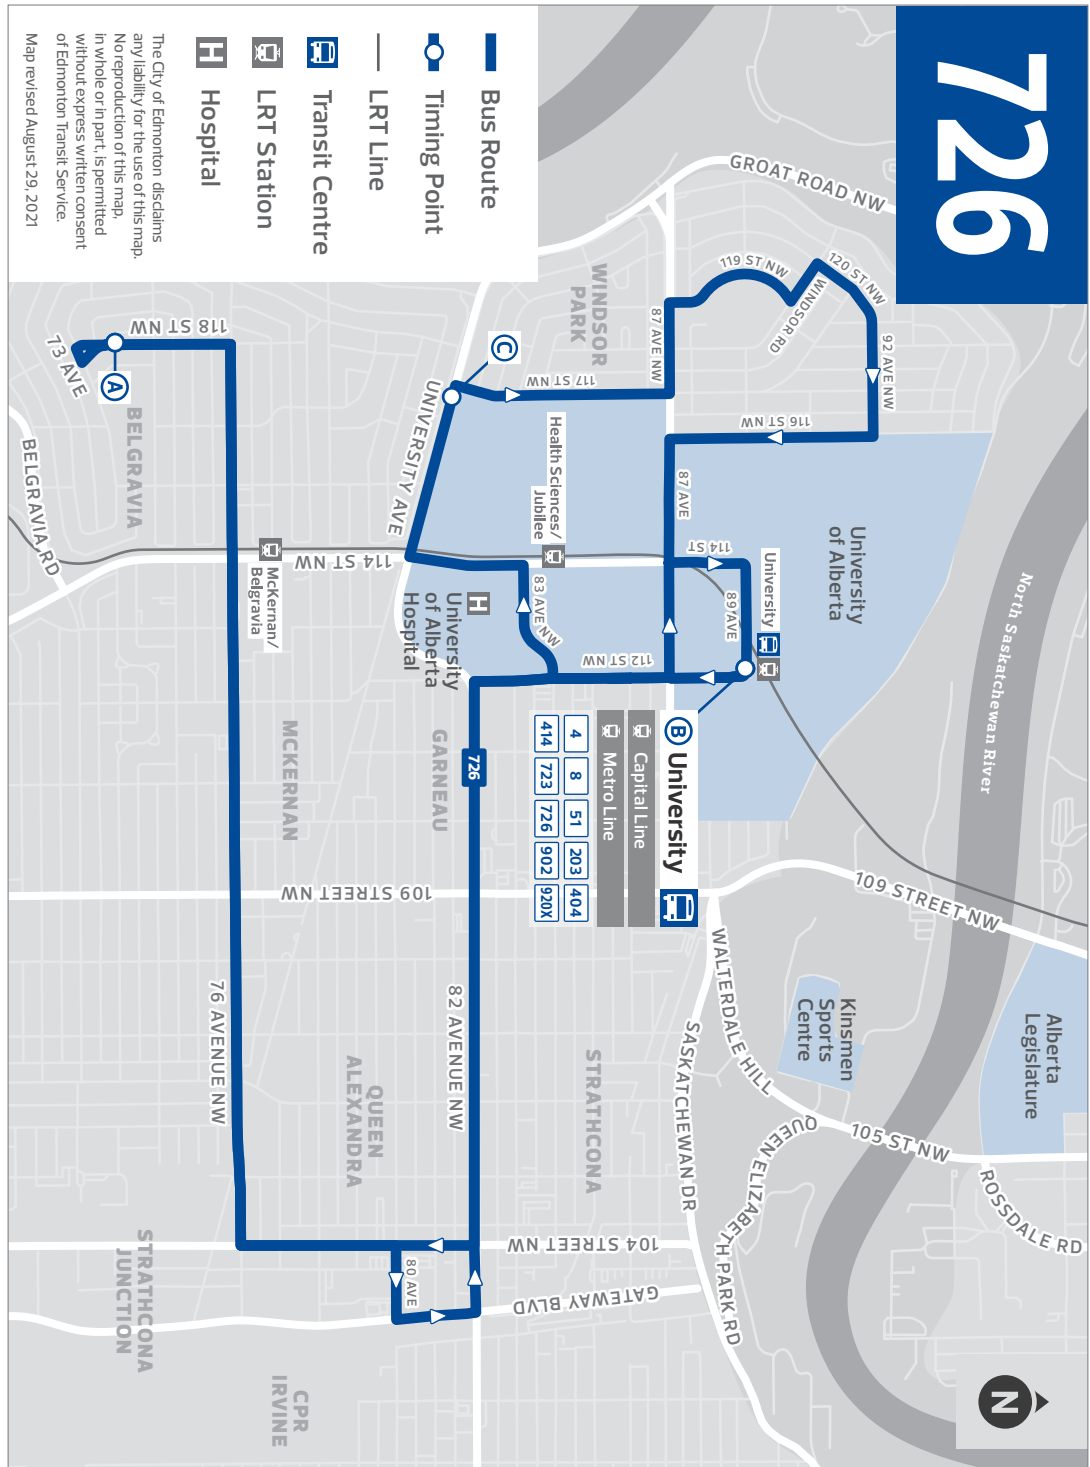 726
Bus Route
Timing Point
LRT Line
Transit Centre
LRT Station
H
Hospital
The City of Edmonton disclaims
any liability for the use of this map.
No reproduction of this map,
in whole or in part, is permitted
without express written consent
of Edmonton Transit Service.
Map revised August 29, 2021
GROAT ROAD NW
119 ST NW
120 ST NW
WINDSOR RD
92 AVE NW
WINDSOR
PARK
87 AVE NW
116 ST NW
117 ST NW
C
UNIVERSITY AVE
Health Sciences/
Jubilee
87 AVE
114 ST
89 AVE
University
University
of Alberta
North Saskatchewan River
118 ST NW
73 AVE
A
BELGRAVIA
BELGRAVIA RD
McKernan/
Belgravia
114 ST NW
83 AVE NW
112 ST NW
H
University
of Alberta
Hospital
B University
Capital Line
Metro Line
4 8 51 203 404
414 723 726 902 920X
726
GARNEAU
MCKERNAN
109 STREET NW
109 STREET NW
WALTERDALE HILL
SASKATCHEWAN DR
Kinsmen
Sports
Centre
Alberta
Legislature
QUEEN ELIZABETH PARK RD
105 ST NW
ROSSDALE RD
76 AVENUE NW
82 AVENUE NW
QUEEN
ALEXANDRA
STRATHCONA
104 STREET NW
80 AVE
GATEWAY BLVD
STRATHCONA
JUNCTION
CPR
IRVINE
N